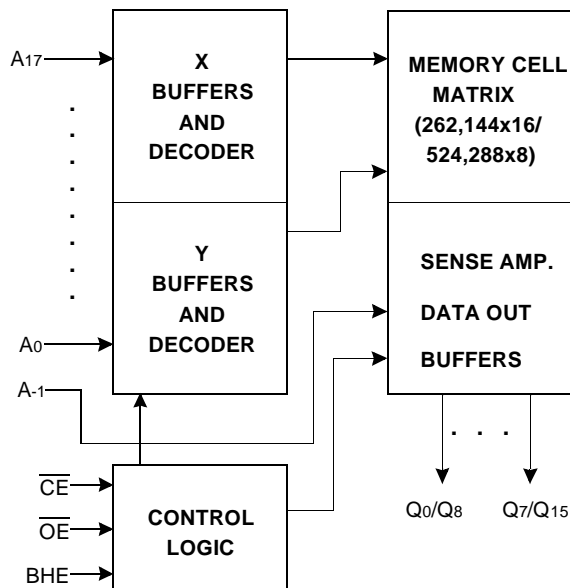 A17
X
BUFFERS
AND
DECODER
MEMORY CELL
MATRIX
(262,144x16/
524,288x8)
Y
BUFFERS
AND
DECODER
SENSE AMP.
DATA OUT
BUFFERS
A0
A-1
CE
OE
BHE
CONTROL
LOGIC
. . .
Q0/Q8
Q7/Q15